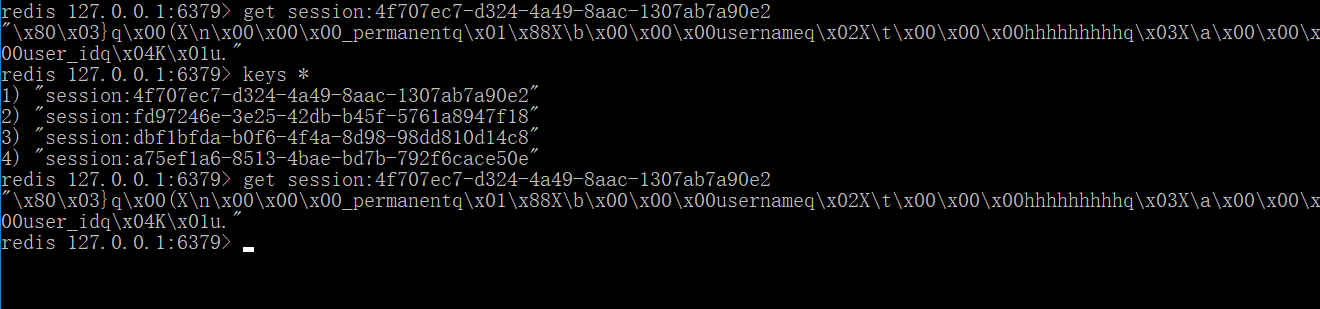 redis 127.0.0.1:6379> get session:4f707ec7-d324-4a49-8aac-1307ab7a90e2
"\x80\x03}q\x00(X\n\x00\x00\x00_permanentq\x01\x88X\b\x00\x00\x00usernameq\x02X\t\x00\x00\x00hhhhhhhhhq\x03X\a\x00\x00\x
00user_idq\x04K\x01u."
redis 127.0.0.1:6379> keys *
1) "session:4f707ec7-d324-4a49-8aac-1307ab7a90e2"
2) "session:fd97246e-3e25-42db-b45f-5761a8947f18"
3) "session:dbf1bfda-b0f6-4f4a-8d98-98dd810d14c8"
4) "session:a75ef1a6-8513-4bae-bd7b-792f6cace50e"
redis 127.0.0.1:6379> get session:4f707ec7-d324-4a49-8aac-1307ab7a90e2
"\x80\x03}q\x00(X\n\x00\x00\x00_permanentq\x01\x88X\b\x00\x00\x00usernameq\x02X\t\x00\x00\x00hhhhhhhhhq\x03X\a\x00\x00\x
00user_idq\x04K\x01u."
redis 127.0.0.1:6379>